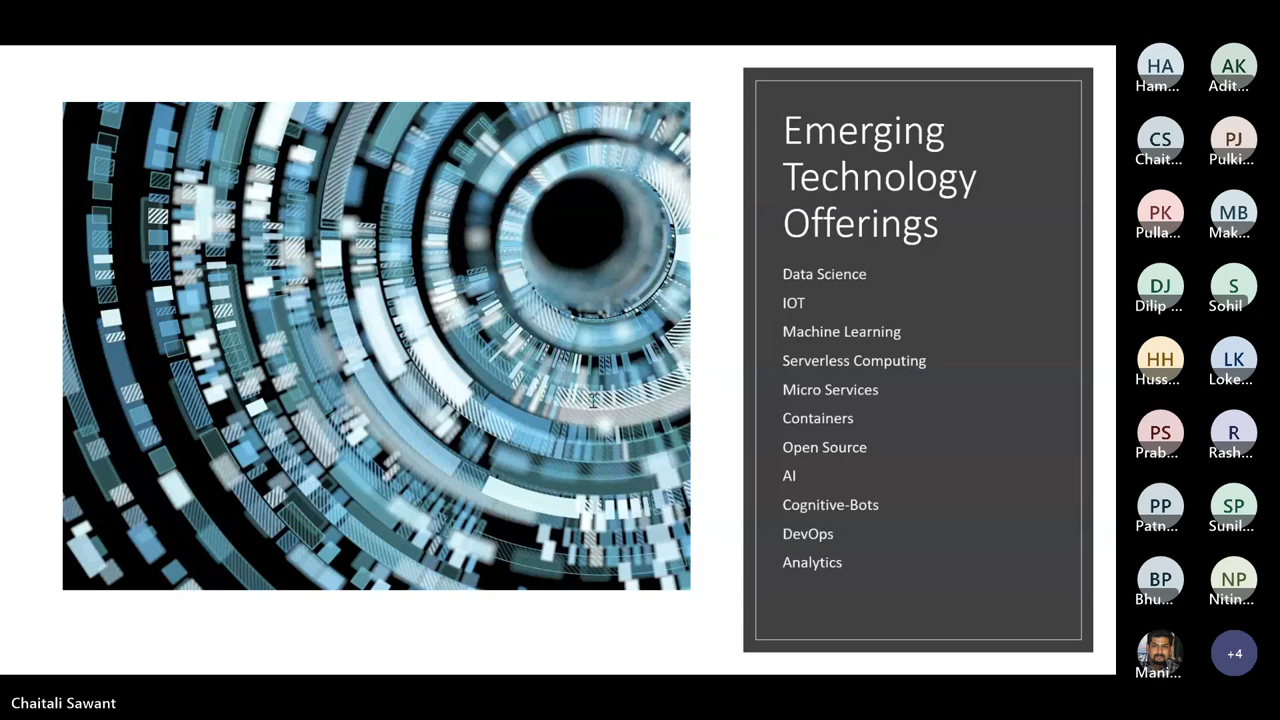 Emerging
Technology
Offerings
Data Science
IOT
Machine Learning
Serverless Computing
Micro Services
Containers
Open Source
AI
Cognitive-Bots
DevOps
Analytics
HA AK
Ham... Adit...
CS PJ
Chait... Pulki...
PK MB
Pulla... Mak...
DJ S
Dilip ... Sohil
HH LK
Huss... Loke...
PS R
Prab... Rash...
PP SP
Patn... Sunil...
BP NP
Bhu... Nitin...
+4
Mani...
Chaitali Sawant